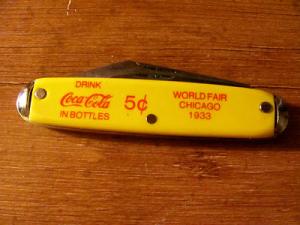 DRINK
Coca-Cola
IN BOTTLES
5¢
WORLD FAIR
CHICAGO
1933